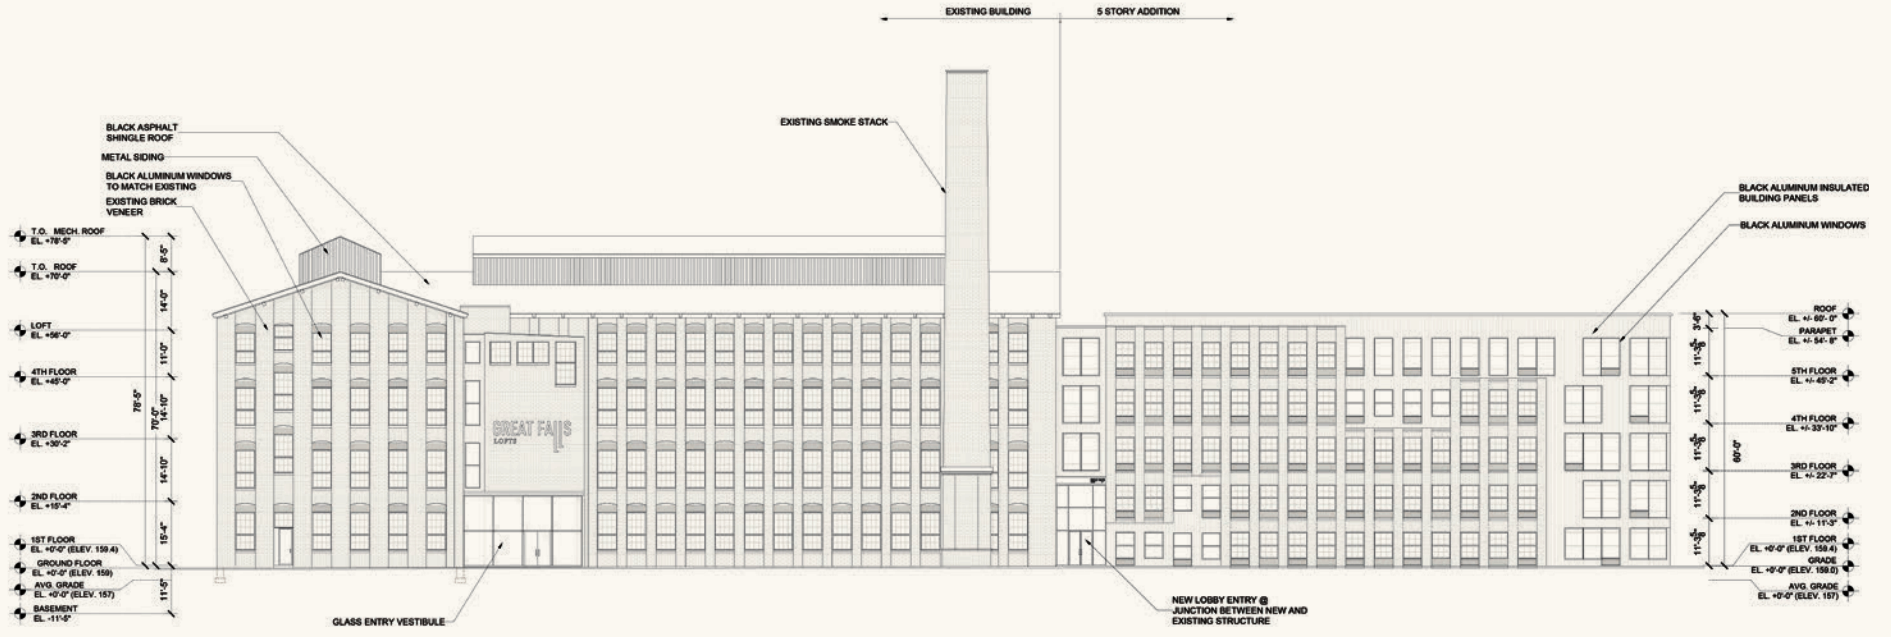 EXISTING BUILDING
5 STORY ADDITION
BLACK ASPHALT
SHINGLE ROOF
METAL SIDING
BLACK ALUMINUM WINDOWS
TO MATCH EXISTING
EXISTING BRICK
VENEER
EXISTING SMOKE STACK
BLACK ALUMINUM INSULATED
BUILDING PANELS
BLACK ALUMINUM WINDOWS
T.O. MECH. ROOF
EL. +78'-5"
T.O. ROOF
EL. +70'-0"
LOFT
EL. +56'-0"
4TH FLOOR
EL. +45'-0"
3RD FLOOR
EL. +30'-2"
2ND FLOOR
EL. +15'-4"
1ST FLOOR
EL. +0'-0" (ELEV. 159.4)
GROUND FLOOR
EL. +0'-0" (ELEV. 159)
AVG. GRADE
EL. +0'-0" (ELEV. 157)
BASEMENT
EL. -11'-5"
78'-5"
70'-0"
8'-5"
14'-0"
11'-0"
14'-10"
14'-10"
15'-4"
11'-5"
GREAT FALLS
LOFTS
GLASS ENTRY VESTIBULE
NEW LOBBY ENTRY @
JUNCTION BETWEEN NEW AND
EXISTING STRUCTURE
3'-6"
60'-0"
ROOF
EL. +/- 60'- 0"
PARAPET
EL. +/- 54'- 8"
5TH FLOOR
EL. +/- 45'-2"
4TH FLOOR
EL. +/- 33'-10"
3RD FLOOR
EL. +/- 22'-7"
2ND FLOOR
EL. +/- 11'-3"
1ST FLOOR
EL. +0'-0" (ELEV. 159.4)
GRADE
EL. +0'-0" (ELEV. 159.0)
AVG. GRADE
EL. +0'-0" (ELEV. 157)